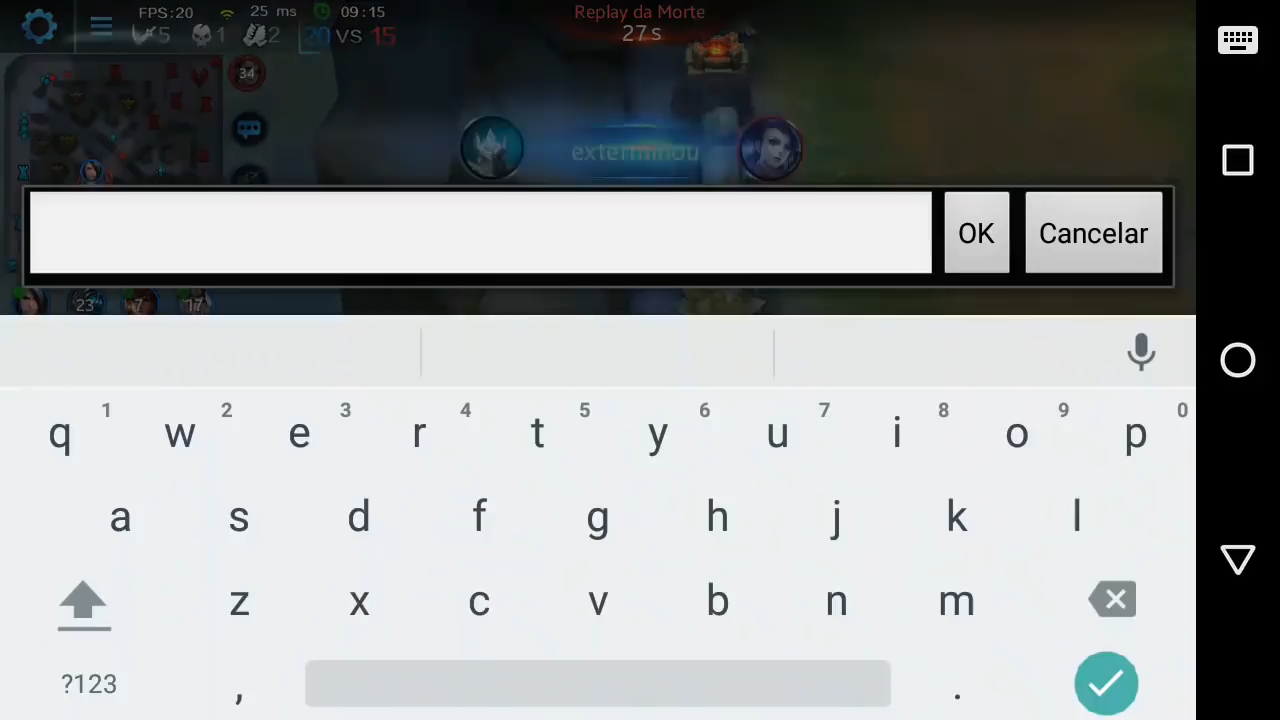 FPS:20 25 ms 09:15
5 1 2 20 VS 15
Replay da Morte
27 s
34
exterminou
OK Cancelar
23 7 17
q 1 w 2 e 3 r 4 t 5 y 6 u 7 i 8 o 9 p 0
a s d f g h j k l
z x c v b n m
?123 , .